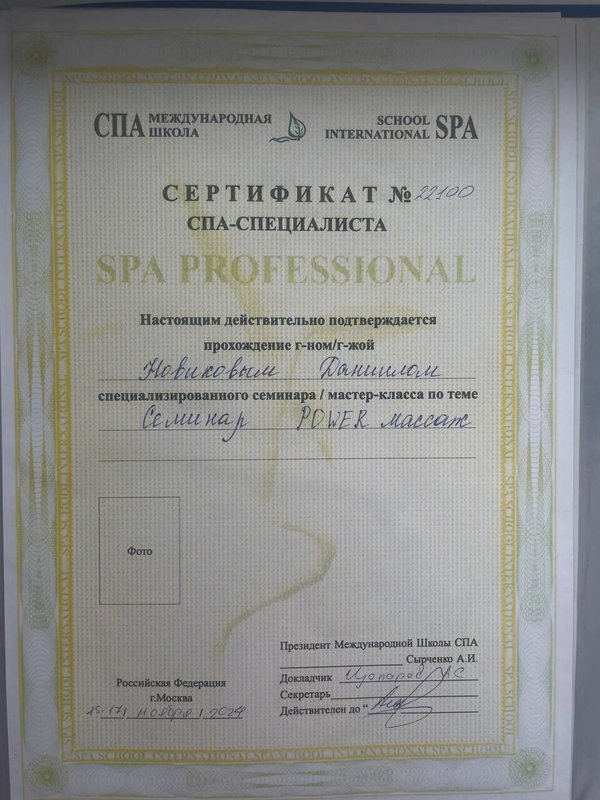 СПА МЕЖДУНАРОДНАЯ ШКОЛА
SCHOOL INTERNATIONAL SPA
СЕРТИФИКАТ № 22100
СПА-СПЕЦИАЛИСТА
SPA PROFESSIONAL
Настоящим действительно подтверждается
прохождение г-ном/г-жой
Новиковым Даниилом
специализированного семинара / мастер-класса по теме
Семинар POWER массаж
Фото
Президент Международной Школы СПА
Сырченко А.И.
Докладчик
Секретарь
Действителен до "
Российская Федерация
г.Москва
ноября 2024